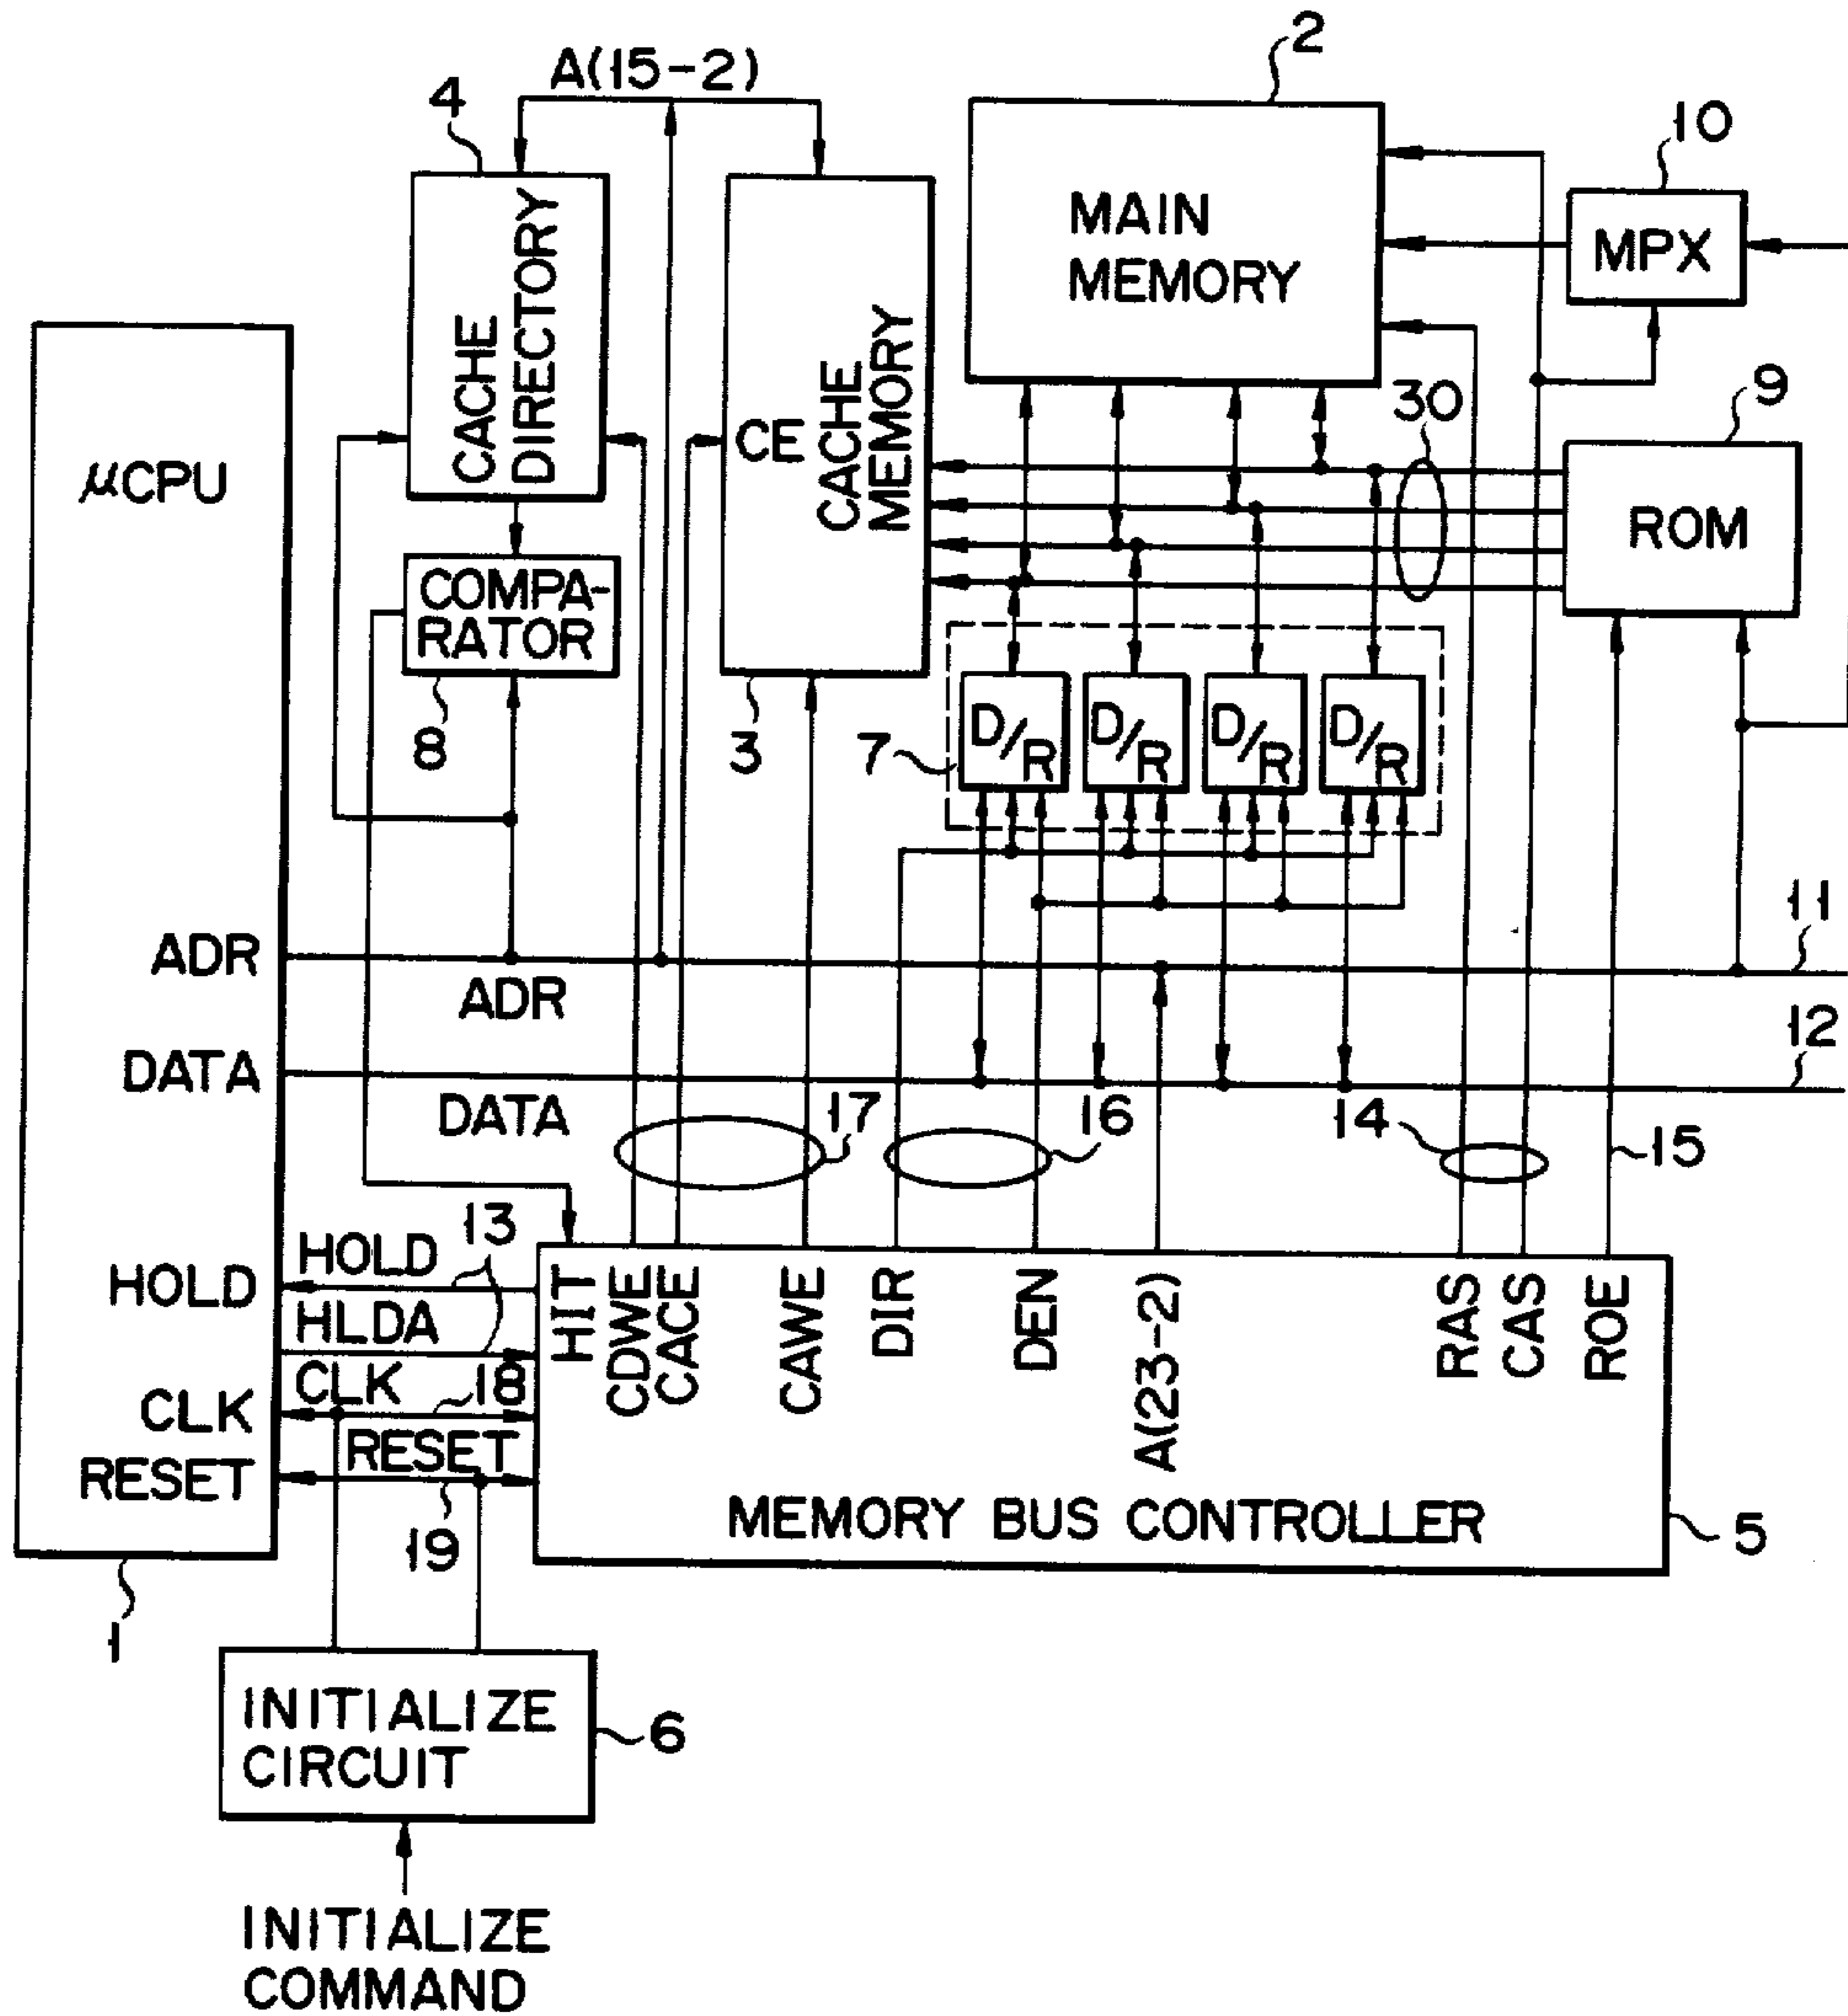 A(15-2)
2
4
10
CACHE
DIRECTORY
MAIN
MEMORY
MPX
CE
CACHE
MEMORY
30
9
μCPU
ROM
COMPA-
RATOR
8
3
7
D/R
D/R
D/R
D/R
ADR
ADR
11
DATA
DATA
12
17
16
14
15
13
HOLD
HOLD
HLDA
CLK
CLK
18
RESET
RESET
19
HIT
CDWE
CACE
CAWE
DIR
DEN
A(23-2)
RAS
CAS
ROE
MEMORY BUS CONTROLLER
5
1
INITIALIZE
CIRCUIT
6
INITIALIZE
COMMAND